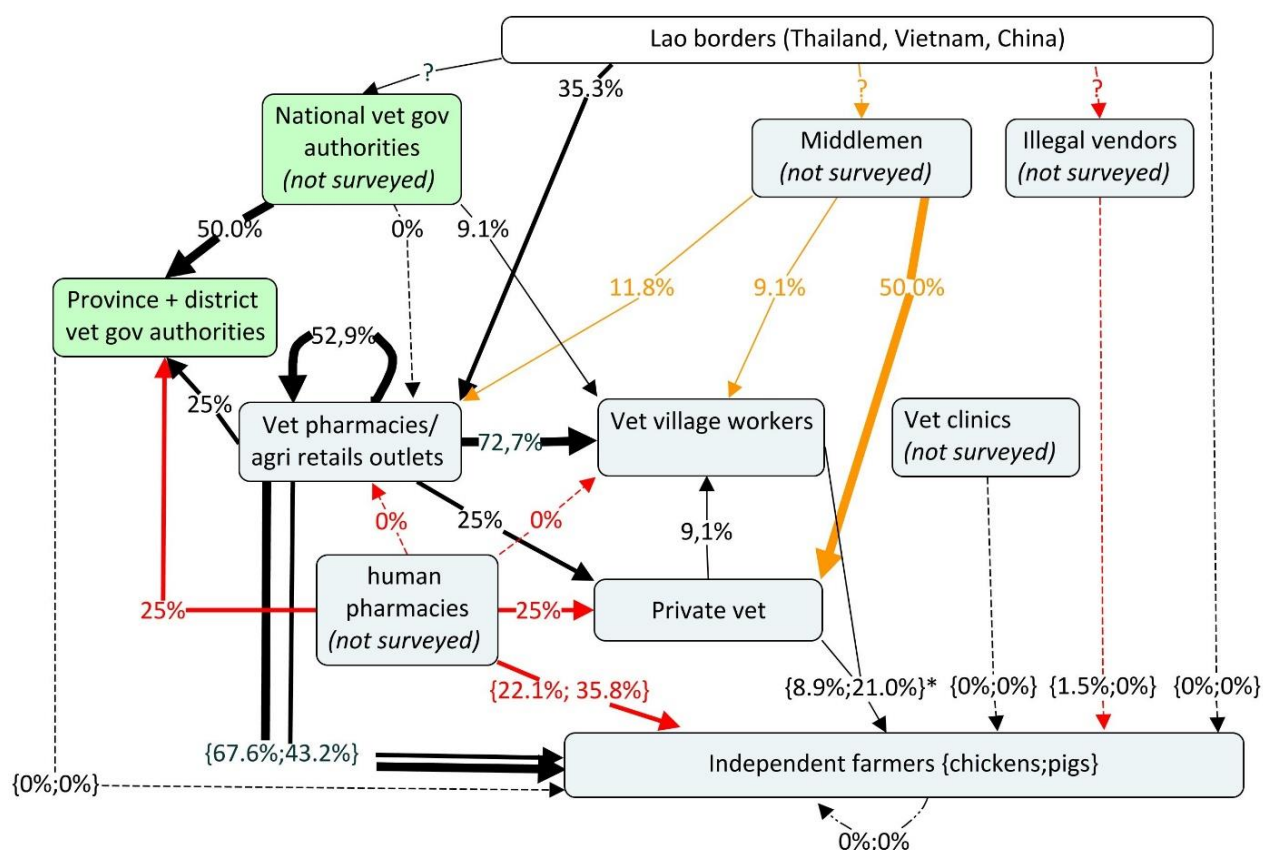 Lao borders (Thailand, Vietnam, China)
?
35.3%
?
?
National vet gov
authorities
(not surveyed)
Middlemen
(not surveyed)
Illegal vendors
(not surveyed)
50.0%
0%
9.1%
11.8%
9.1%
50.0%
Province + district
vet gov authorities
52,9%
25%
Vet pharmacies/
agri retails outlets
72,7%
Vet village workers
Vet clinics
(not surveyed)
0%
25%
0%
9,1%
human
pharmacies
(not surveyed)
25%
25%
Private vet
{22.1%; 35.8%}
{8.9%;21.0%}*
{0%;0%}
{1.5%;0%}
{0%;0%}
{67.6%;43.2%}
Independent farmers {chickens;pigs}
{0%;0%}
0%;0%